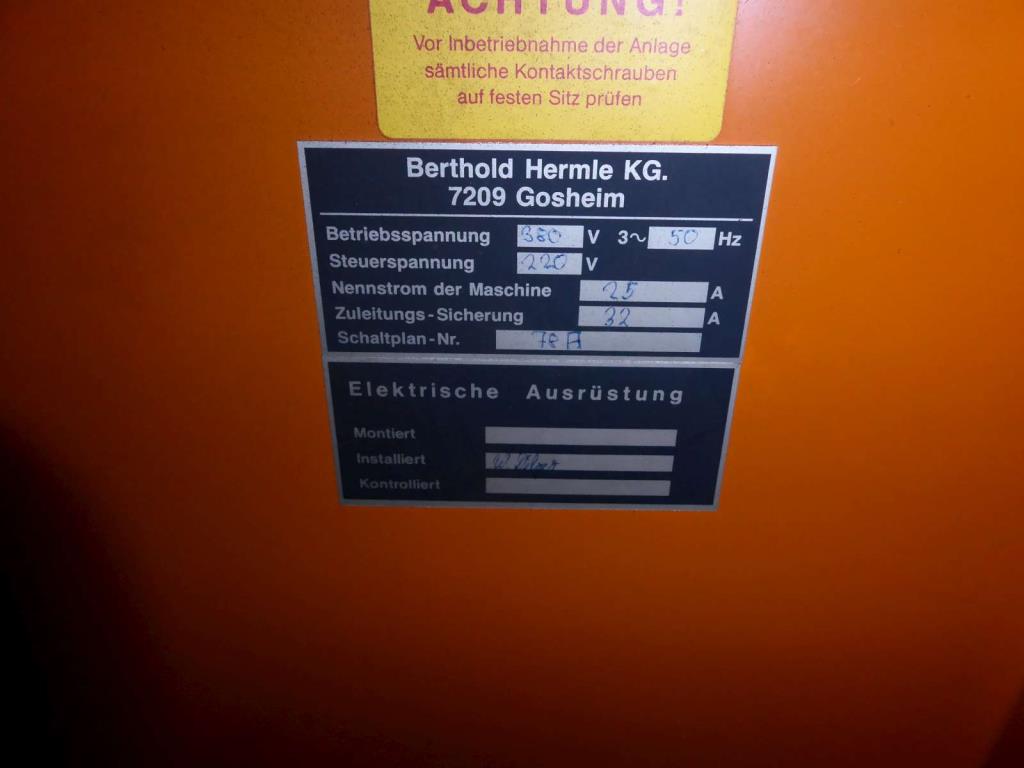 ACHTUNG!
Vor Inbetriebnahme der Anlage
sämtliche Kontaktschrauben
auf festen Sitz prüfen
Berthold Hermle KG.
7209 Gosheim
Betriebsspannung 380 V 3~ 50 Hz
Steuerspannung 220 V
Nennstrom der Maschine 25 A
Zuleitungs-Sicherung 32 A
Schaltplan-Nr. 78A
Elektrische Ausrüstung
Montiert
Installiert
Kontrolliert